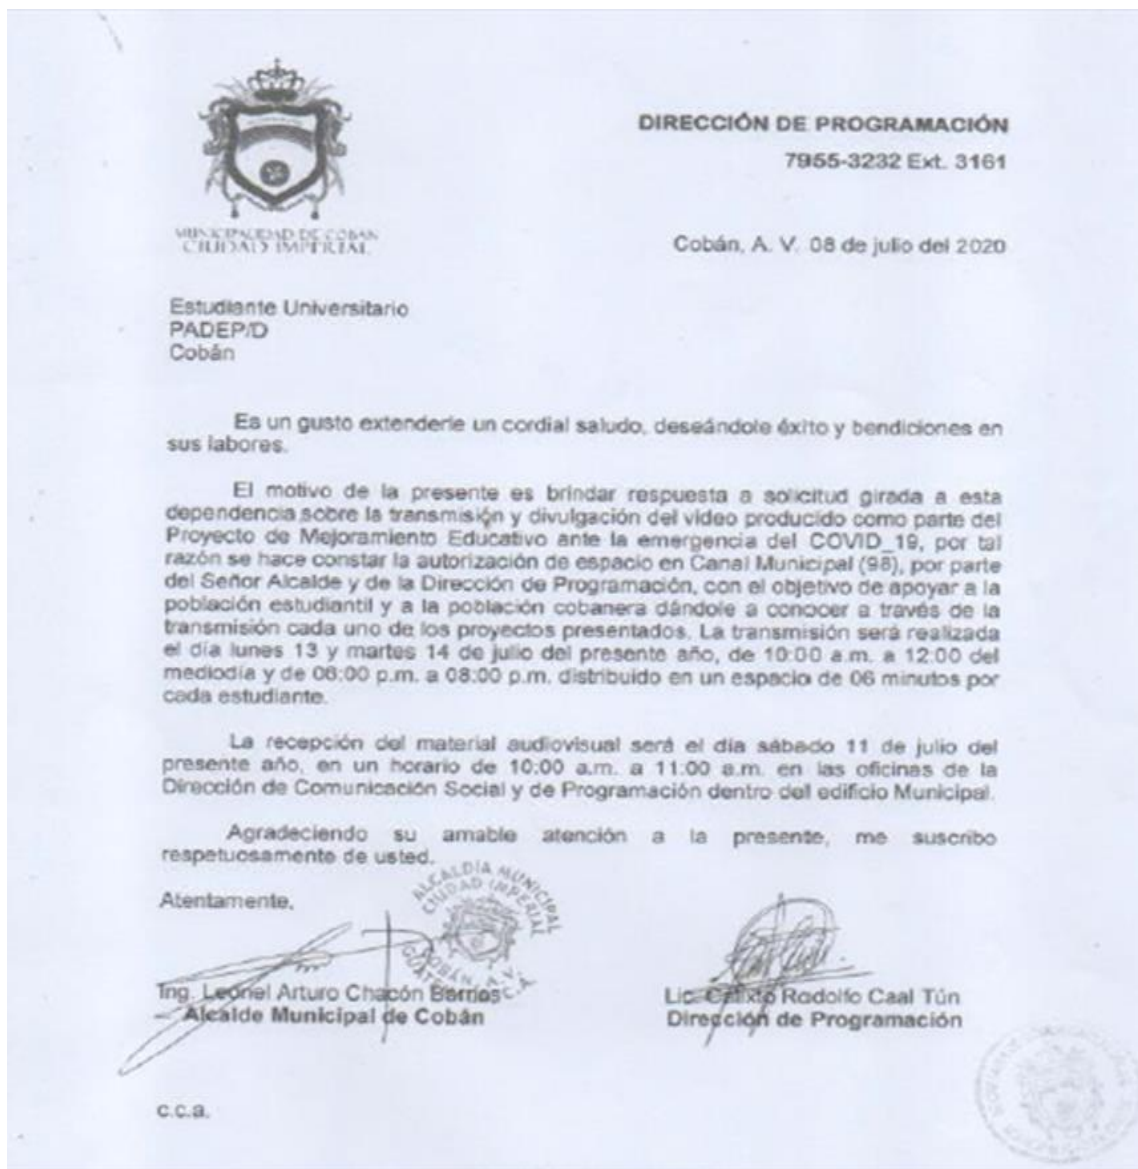 MUNICIPALIDAD DE COBÁN
CIUDAD IMPERIAL
DIRECCIÓN DE PROGRAMACIÓN
7955-3232 Ext. 3161
Cobán, A. V. 08 de julio del 2020
Estudiante Universitario
PADEP/D
Cobán
Es un gusto extenderle un cordial saludo, deseándole éxito y bendiciones en
sus labores.
El motivo de la presente es brindar respuesta a solicitud girada a esta
dependencia sobre la transmisión y divulgación del video producido como parte del
Proyecto de Mejoramiento Educativo ante la emergencia del COVID_19, por tal
razón se hace constar la autorización de espacio en Canal Municipal (98), por parte
del Señor Alcalde y de la Dirección de Programación, con el objetivo de apoyar a la
población estudiantil y a la población cobanera dándole a conocer a través de la
transmisión cada uno de los proyectos presentados. La transmisión será realizada
el día lunes 13 y martes 14 de julio del presente año, de 10:00 a.m. a 12:00 del
mediodía y de 06:00 p.m. a 08:00 p.m. distribuido en un espacio de 06 minutos por
cada estudiante.
La recepción del material audiovisual será el día sábado 11 de julio del
presente año, en un horario de 10:00 a.m. a 11:00 a.m. en las oficinas de la
Dirección de Comunicación Social y de Programación dentro del edificio Municipal.
Agradeciendo su amable atención a la presente, me suscribo
respetuosamente de usted.
Atentamente,
ALCALDÍA MUNICIPAL
CIUDAD IMPERIAL
COBÁN, A. V.
GUATEMALA, C.A.
Ing. Leonel Arturo Chacón Barrios
Alcalde Municipal de Cobán
Lic. Calixto Rodolfo Caal Tún
Dirección de Programación
c.c.a.